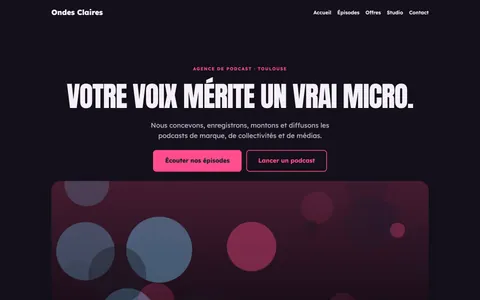 Ondes Claires
Accueil Épisodes Offres Studio Contact
AGENCE DE PODCAST · TOULOUSE
VOTRE VOIX MÉRITE UN VRAI MICRO.
Nous concevons, enregistrons, montons et diffusons les
podcasts de marque, de collectivités et de médias.
Écouter nos épisodes
Lancer un podcast